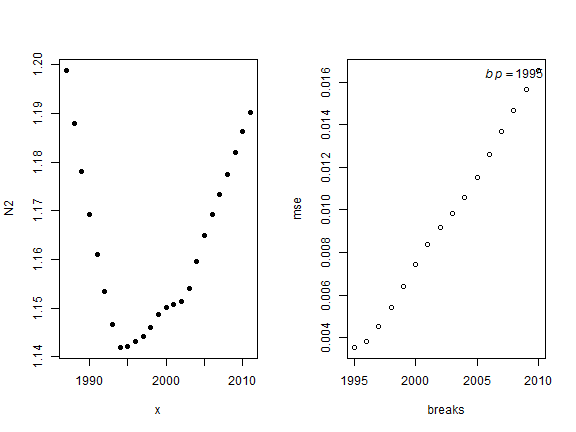 N2
1.14 1.15 1.16 1.17 1.18 1.19 1.20
1990 2000 2010
x
mse
0.004 0.006 0.008 0.010 0.012 0.014 0.016
bp = 1995
1995 2000 2005 2010
breaks